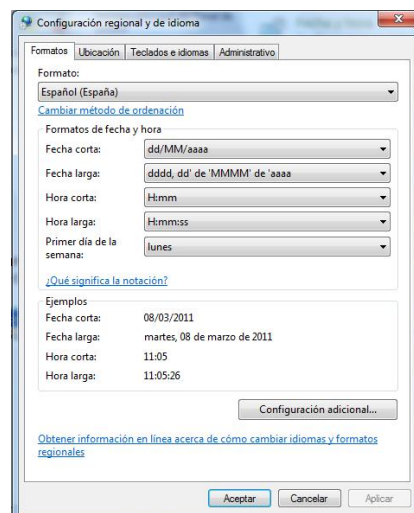 Configuración regional y de idioma
Formatos Ubicación Teclados e idiomas Administrativo
Formato:
Español (España)
Cambiar método de ordenación
Formatos de fecha y hora
Fecha corta: dd/MM/aaaa
Fecha larga: dddd, dd' de 'MMMM' de 'aaaa
Hora corta: H:mm
Hora larga: H:mm:ss
Primer día de la
semana: lunes
¿Qué significa la notación?
Ejemplos
Fecha corta: 08/03/2011
Fecha larga: martes, 08 de marzo de 2011
Hora corta: 11:05
Hora larga: 11:05:26
Configuración adicional...
Obtener información en línea acerca de cómo cambiar idiomas y formatos
regionales
Aceptar Cancelar Aplicar